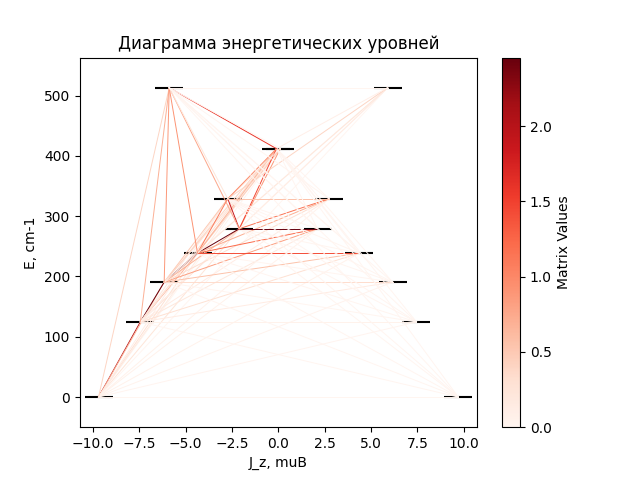 Диаграмма энергетических уровней
500
400
300
200
100
0
E, cm-1
−10.0 −7.5 −5.0 −2.5 0.0 2.5 5.0 7.5 10.0
J_z, muB
2.0
1.5
1.0
0.5
0.0
Matrix Values